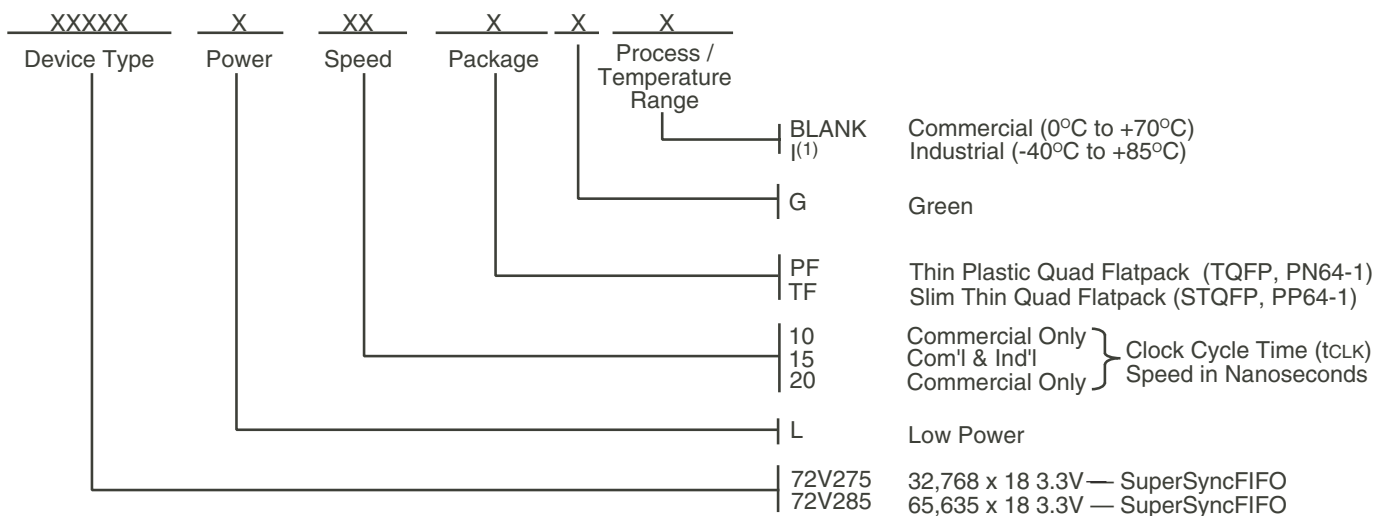 XXXXX X XX X X X
Device Type Power Speed Package Process /
Temperature
Range
BLANK Commercial (0°C to +70°C)
I(1) Industrial (-40°C to +85°C)
G Green
PF Thin Plastic Quad Flatpack (TQFP, PN64-1)
TF Slim Thin Quad Flatpack (STQFP, PP64-1)
10 Commercial Only
15 Com'l & Ind'l
20 Commercial Only
Clock Cycle Time (tCLK)
Speed in Nanoseconds
L Low Power
72V275 32,768 x 18 3.3V — SuperSyncFIFO
72V285 65,635 x 18 3.3V — SuperSyncFIFO